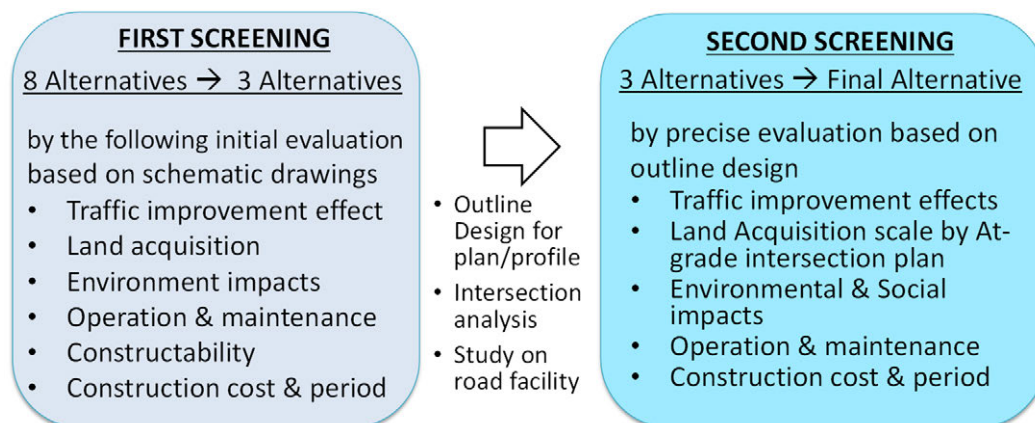 FIRST SCREENING
8 Alternatives → 3 Alternatives
by the following initial evaluation
based on schematic drawings
• Traffic improvement effect
• Land acquisition
• Environment impacts
• Operation & maintenance
• Constructability
• Construction cost & period
• Outline
Design for
plan/profile
• Intersection
analysis
• Study on
road facility
SECOND SCREENING
3 Alternatives → Final Alternative
by precise evaluation based on
outline design
• Traffic improvement effects
• Land Acquisition scale by At-
grade intersection plan
• Environmental & Social
impacts
• Operation & maintenance
• Construction cost & period